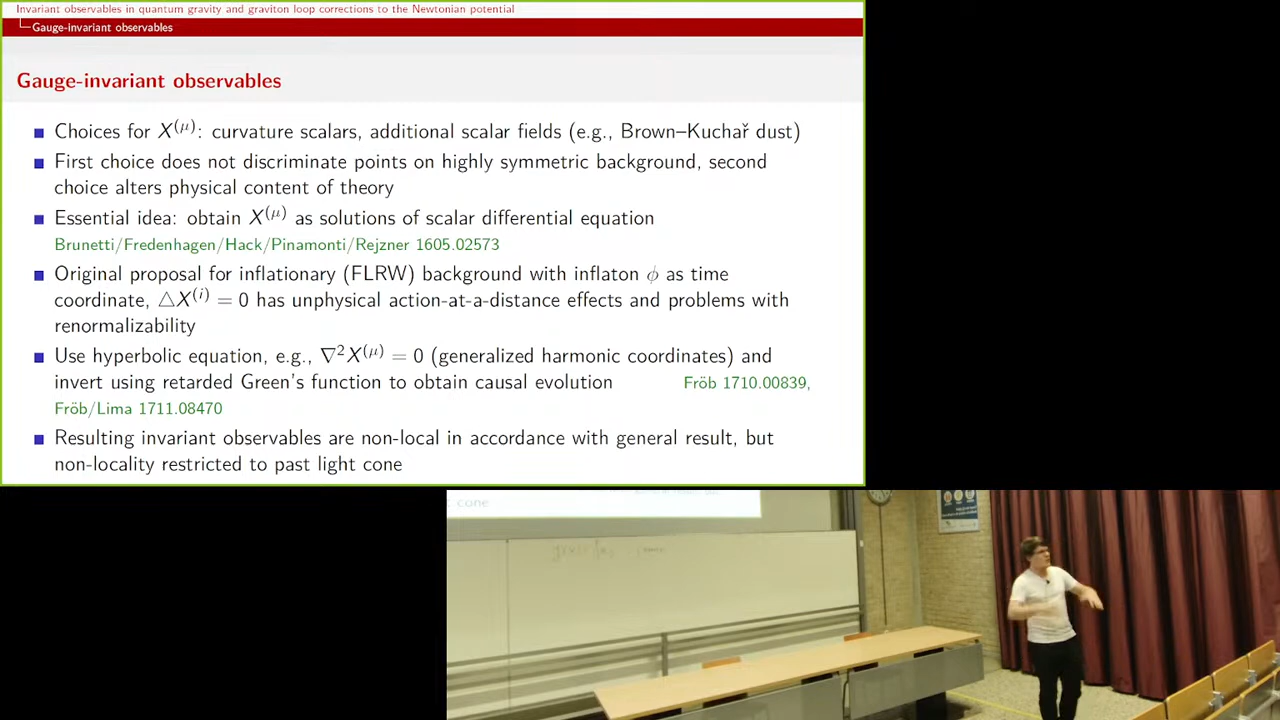 Invariant observables in quantum gravity and graviton loop corrections to the Newtonian potential
Gauge-invariant observables
Gauge-invariant observables
Choices for X^(μ): curvature scalars, additional scalar fields (e.g., Brown–Kuchař dust)
First choice does not discriminate points on highly symmetric background, second
choice alters physical content of theory
Essential idea: obtain X^(μ) as solutions of scalar differential equation
Brunetti/Fredenhagen/Hack/Pinamonti/Rejzner 1605.02573
Original proposal for inflationary (FLRW) background with inflaton ϕ as time
coordinate, △X^(i) = 0 has unphysical action-at-a-distance effects and problems with
renormalizability
Use hyperbolic equation, e.g., ∇²X^(μ) = 0 (generalized harmonic coordinates) and
invert using retarded Green's function to obtain causal evolution Fröb 1710.00839,
Fröb/Lima 1711.08470
Resulting invariant observables are non-local in accordance with general result, but
non-locality restricted to past light cone
cone